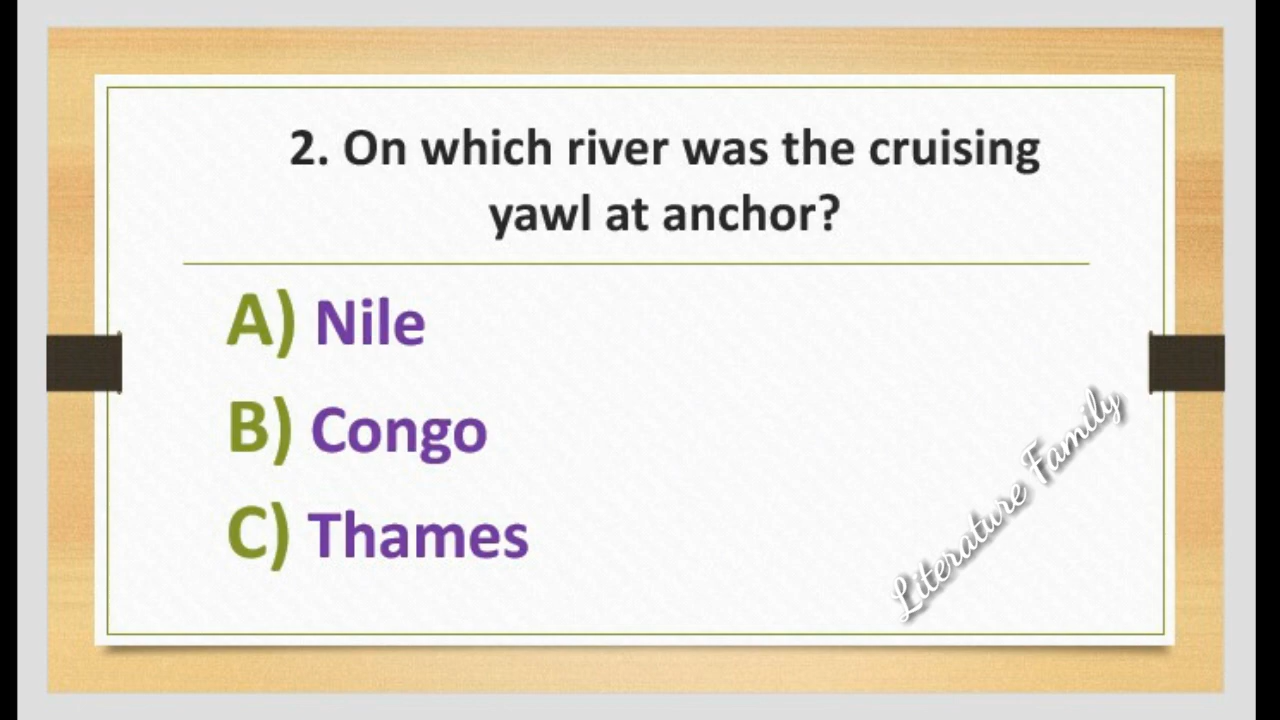 2. On which river was the cruising
yawl at anchor?
A) Nile
B) Congo
C) Thames
Literature Family